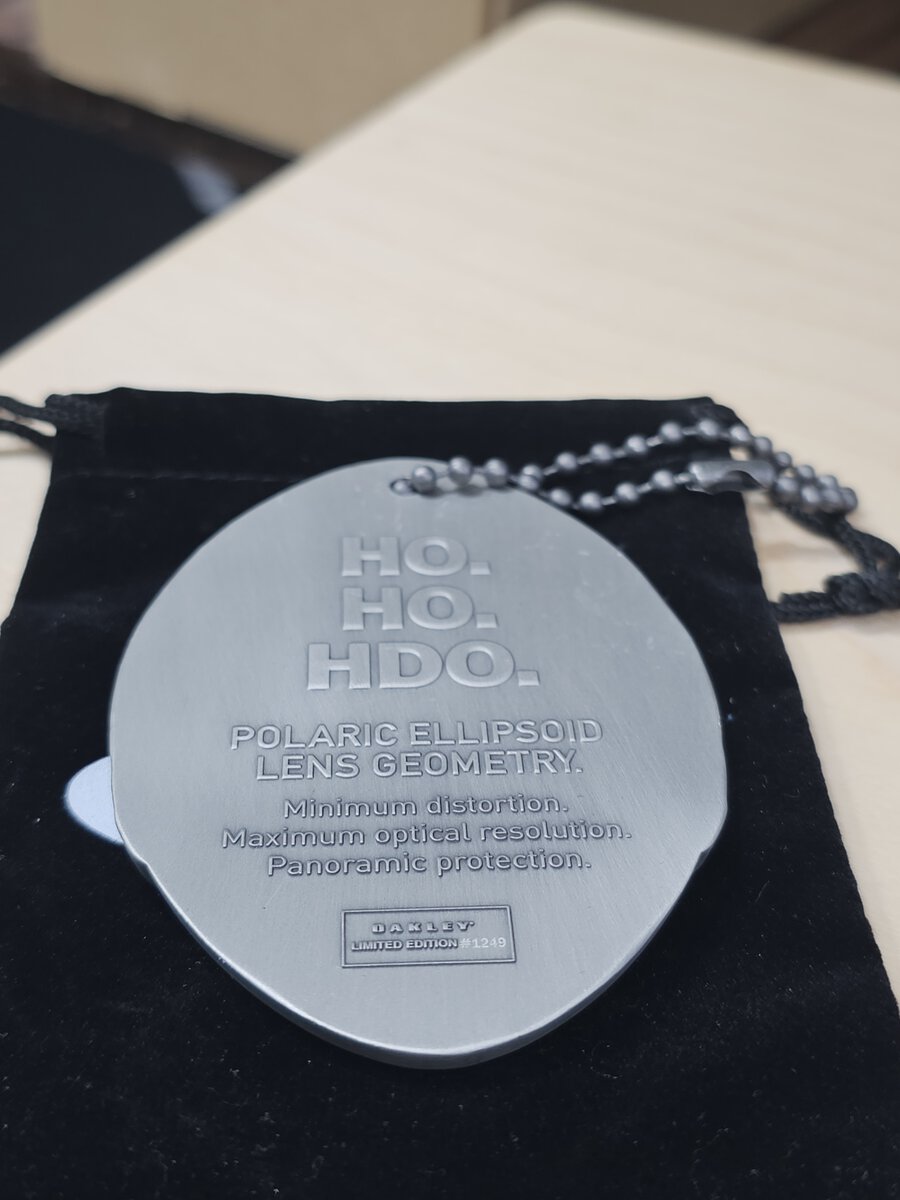 HO.
HO.
HDO.
POLARIC ELLIPSOID
LENS GEOMETRY.
Minimum distortion.
Maximum optical resolution.
Panoramic protection.
OAKLEY
LIMITED EDITION #1249